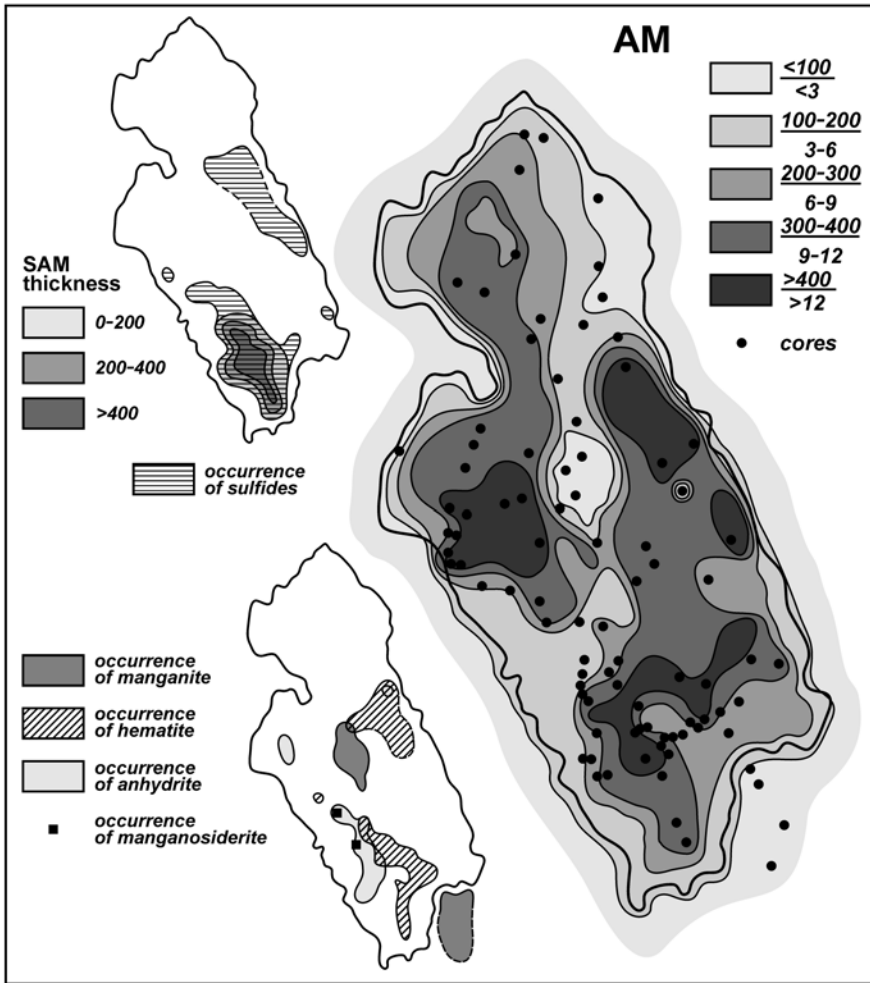 AM
<100
<3
100-200
3-6
200-300
6-9
300-400
9-12
>400
>12
cores
SAM
thickness
0-200
200-400
>400
occurrence
of sulfides
occurrence
of manganite
occurrence
of hematite
occurrence
of anhydrite
occurrence
of manganosiderite